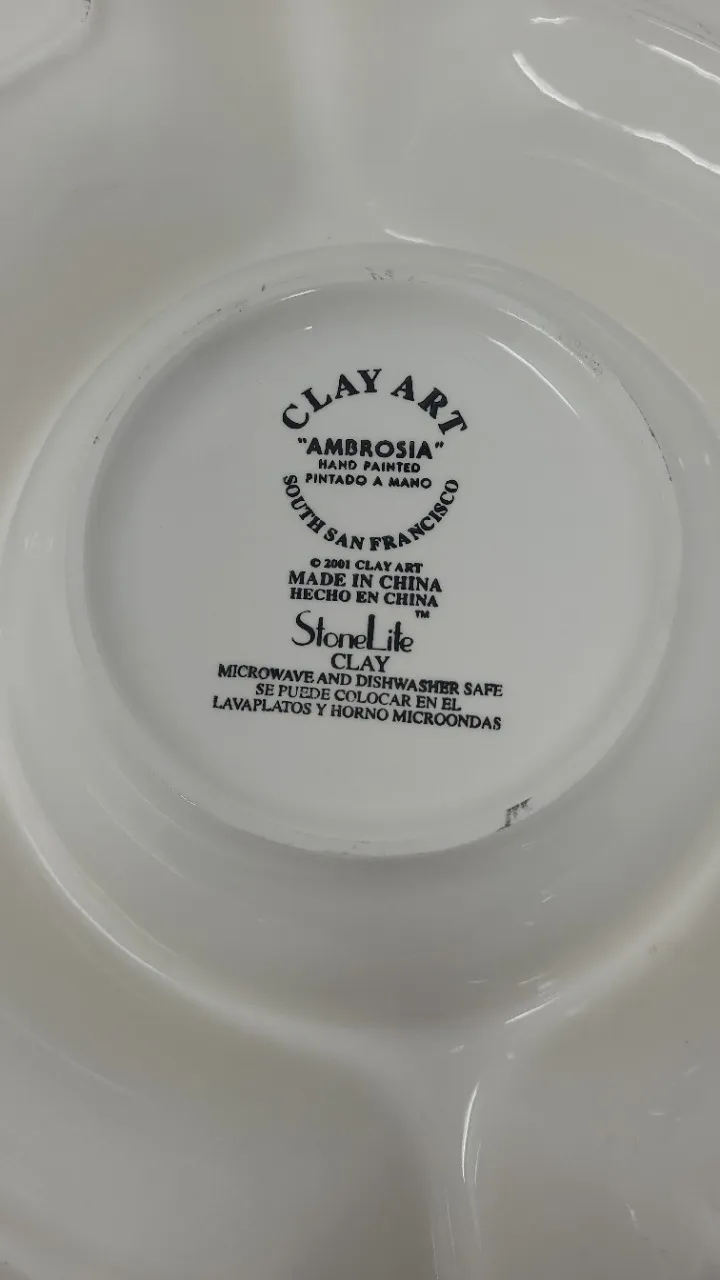 CLAY ART
"AMBROSIA"
HAND PAINTED
PINTADO A MANO
SOUTH SAN FRANCISCO
© 2001 CLAY ART
MADE IN CHINA
HECHO EN CHINA
StoneLite™
CLAY
MICROWAVE AND DISHWASHER SAFE
SE PUEDE COLOCAR EN EL
LAVAPLATOS Y HORNO MICROONDAS